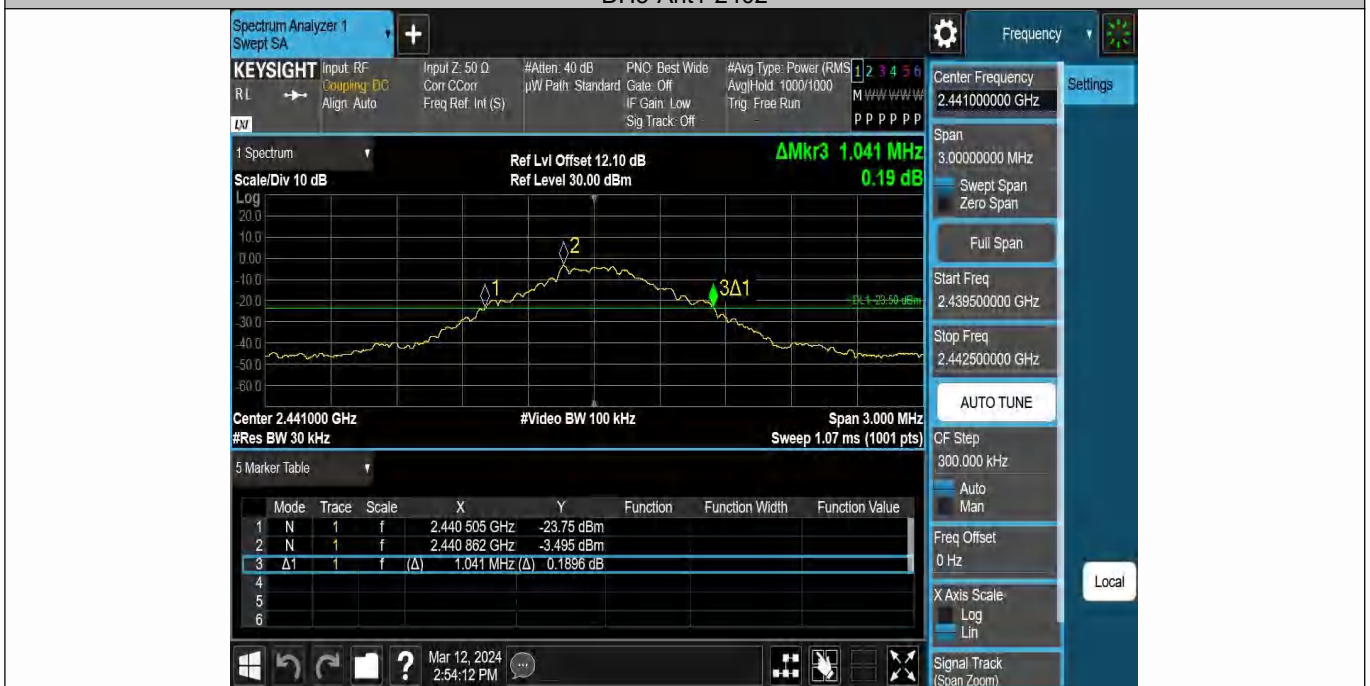 Spectrum Analyzer 1
Swept SA
+
Frequency
KEYSIGHT
RL
LXI
Input: RF
Coupling: DC
Align: Auto
Input Z: 50 Ω
Corr CCorr
Freq Ref: Int (S)
#Atten: 40 dB
µW Path: Standard
PNO: Best Wide
Gate: Off
IF Gain: Low
Sig Track: Off
#Avg Type: Power (RMS
Avg|Hold: 1000/1000
Trig: Free Run
1 2 3 4 5 6
M W W W W W
P P P P P P
1 Spectrum
Scale/Div 10 dB
Ref Lvl Offset 12.10 dB
Ref Level 30.00 dBm
ΔMkr3 1.041 MHz
0.19 dB
Log
20.0
10.0
0.00
-10.0
-20.0
-30.0
-40.0
-50.0
-60.0
1
2
3Δ1
DL1 -23.50 dBm
Center 2.441000 GHz
#Video BW 100 kHz
Span 3.000 MHz
#Res BW 30 kHz
Sweep 1.07 ms (1001 pts)
5 Marker Table
Mode Trace Scale X Y Function Function Width Function Value
1 N 1 f 2.440 505 GHz -23.75 dBm
2 N 1 f 2.440 862 GHz -3.495 dBm
3 Δ1 1 f (Δ) 1.041 MHz (Δ) 0.1896 dB
4
5
6
?
Mar 12, 2024
2:54:12 PM
Center Frequency
2.441000000 GHz
Settings
Span
3.00000000 MHz
Swept Span
Zero Span
Full Span
Start Freq
2.439500000 GHz
Stop Freq
2.442500000 GHz
AUTO TUNE
CF Step
300.000 kHz
Auto
Man
Freq Offset
0 Hz
X Axis Scale
Log
Lin
Local
Signal Track
(Span Zoom)